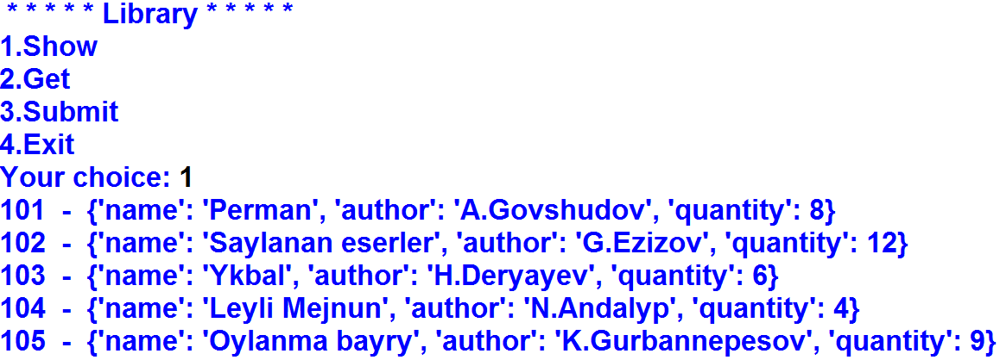 * * * * * Library * * * * *
1.Show
2.Get
3.Submit
4.Exit
Your choice: 1
101  -  {'name': 'Perman', 'author': 'A.Govshudov', 'quantity': 8}
102  -  {'name': 'Saylanan eserler', 'author': 'G.Ezizov', 'quantity': 12}
103  -  {'name': 'Ykbal', 'author': 'H.Deryayev', 'quantity': 6}
104  -  {'name': 'Leyli Mejnun', 'author': 'N.Andalyp', 'quantity': 4}
105  -  {'name': 'Oylanma bayry', 'author': 'K.Gurbannepesov', 'quantity': 9}